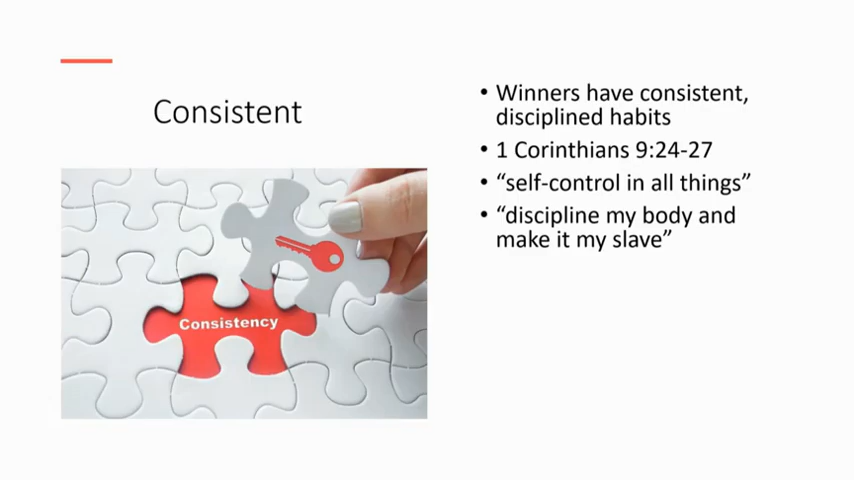 Consistent
Consistency
• Winners have consistent,
disciplined habits
• 1 Corinthians 9:24-27
• “self-control in all things”
• “discipline my body and
make it my slave”